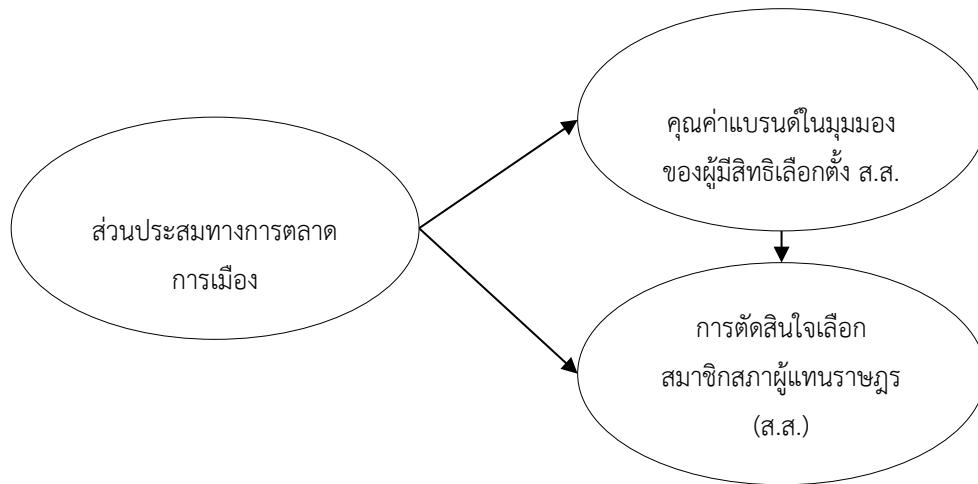 ส่วนประสมทางการตลาด
การเมือง
คุณค่าแบรนด์ในมุมมอง
ของผู้มีสิทธิเลือกตั้ง ส.ส.
การตัดสินใจเลือก
สมาชิกสภาผู้แทนราษฎร
(ส.ส.)